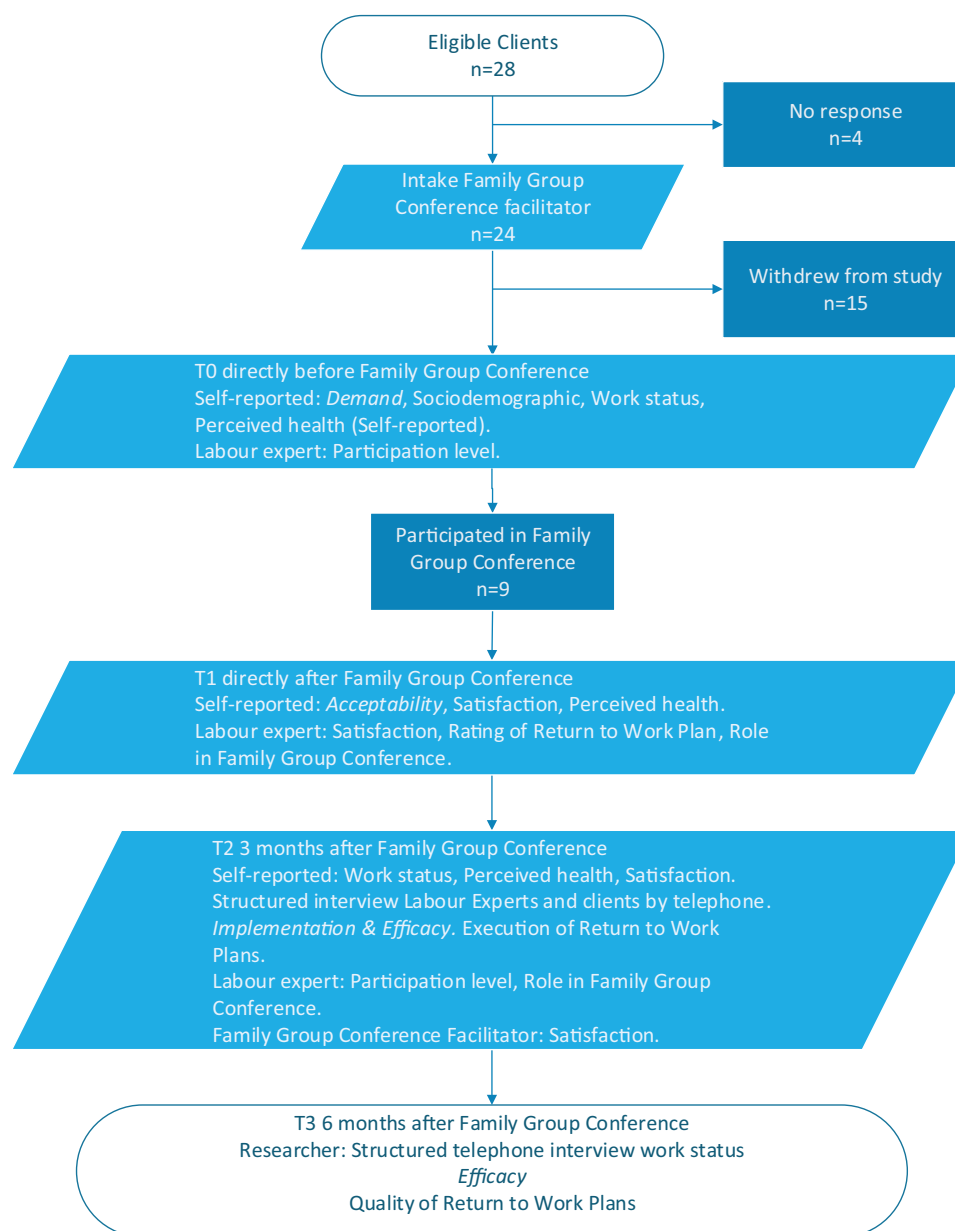 Eligible Clients
n=28
No response
n=4
Intake Family Group
Conference facilitator
n=24
Withdrew from study
n=15
T0 directly before Family Group Conference
Self-reported: Demand, Sociodemographic, Work status,
Perceived health (Self-reported).
Labour expert: Participation level.
Participated in Family
Group Conference
n=9
T1 directly after Family Group Conference
Self-reported: Acceptability, Satisfaction, Perceived health.
Labour expert: Satisfaction, Rating of Return to Work Plan, Role
in Family Group Conference.
T2 3 months after Family Group Conference
Self-reported: Work status, Perceived health, Satisfaction.
Structured interview Labour Experts and clients by telephone.
Implementation & Efficacy. Execution of Return to Work
Plans.
Labour expert: Participation level, Role in Family Group
Conference.
Family Group Conference Facilitator: Satisfaction.
T3 6 months after Family Group Conference
Researcher: Structured telephone interview work status
Efficacy
Quality of Return to Work Plans